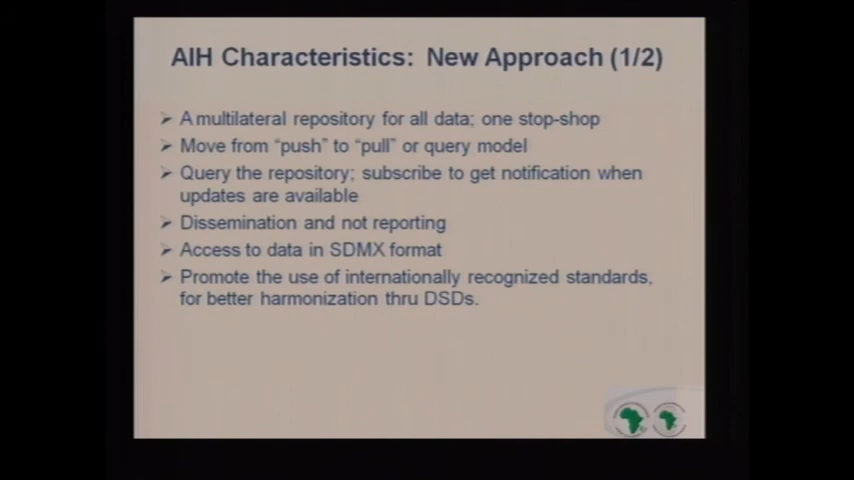 AIH Characteristics: New Approach (1/2)
➢ A multilateral repository for all data; one stop-shop
➢ Move from “push” to “pull” or query model
➢ Query the repository; subscribe to get notification when
updates are available
➢ Dissemination and not reporting
➢ Access to data in SDMX format
➢ Promote the use of internationally recognized standards,
for better harmonization thru DSDs.